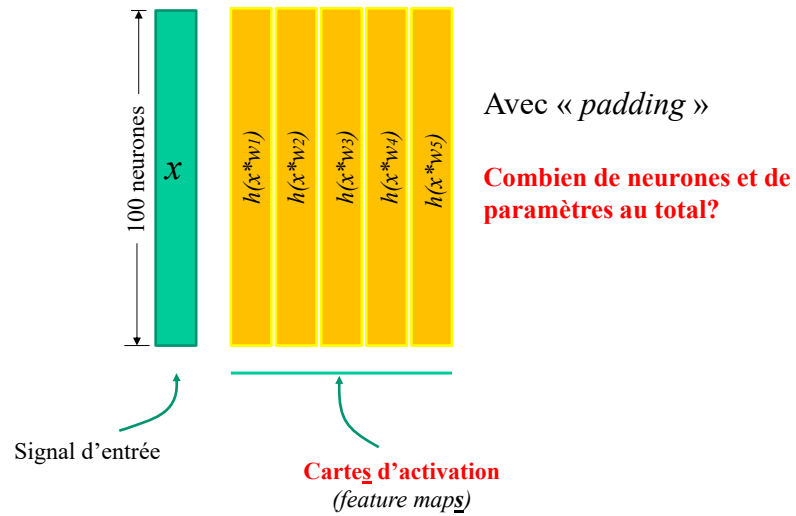 100 neurones
x
h(x*w1)
h(x*w2)
h(x*w3)
h(x*w4)
h(x*w5)
Avec « padding »
Combien de neurones et de
paramètres au total?
Signal d’entrée
Cartes d’activation
(feature maps)